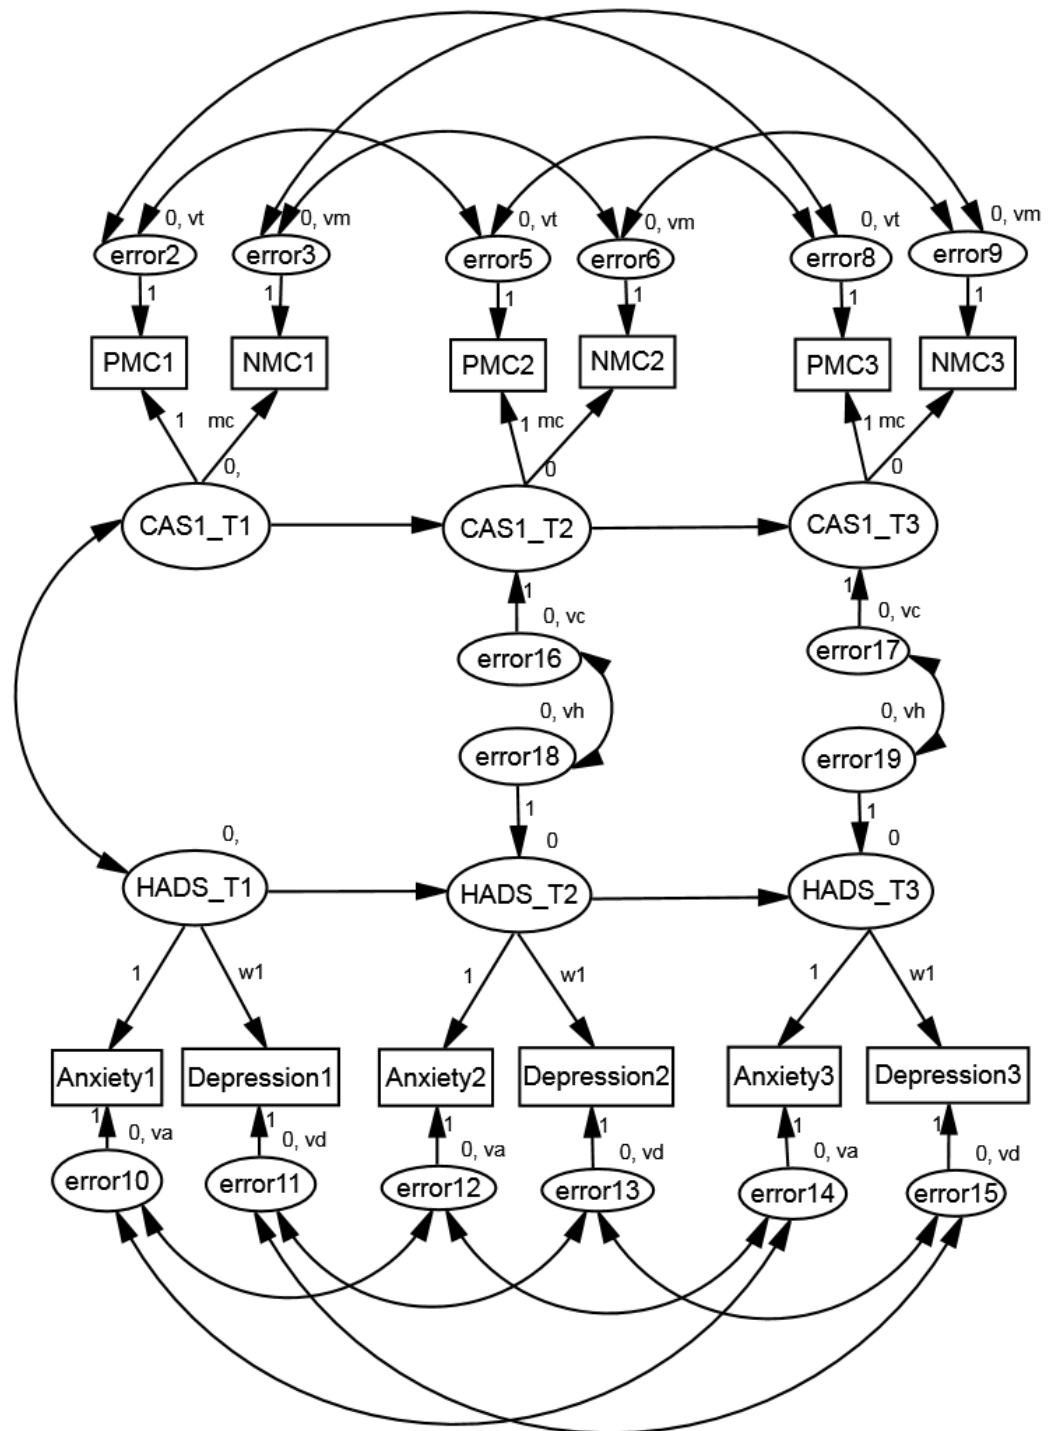 0, vt
0, vm
0, vt
0, vm
0, vt
0, vm
error2
error3
error5
error6
error8
error9
1
1
1
1
1
1
PMC1
NMC1
PMC2
NMC2
PMC3
NMC3
1
mc
1
mc
1
mc
0,
0
0
CAS1_T1
CAS1_T2
CAS1_T3
1
1
0, vc
0, vc
error16
error17
0, vh
0, vh
error18
error19
1
1
0,
0
0
HADS_T1
HADS_T2
HADS_T3
1
w1
1
w1
1
w1
Anxiety1
Depression1
Anxiety2
Depression2
Anxiety3
Depression3
1
1
1
1
1
1
0, va
0, vd
0, va
0, vd
0, va
0, vd
error10
error11
error12
error13
error14
error15